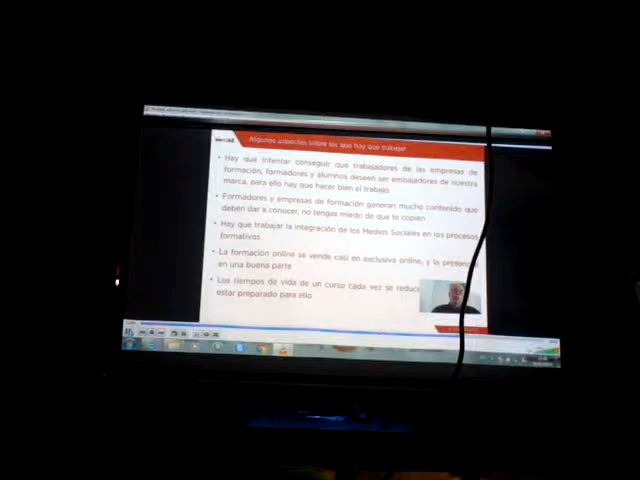 Algunos aspectos sobre los que hay que trabajar
• Hay que intentar conseguir que trabajadores de las empresas de
formación, formadores y alumnos deseen ser embajadores de nuestra
marca, para ello hay que hacer bien el trabajo
• Formadores y empresas de formación generan mucho contenido que
deben dar a conocer, no tengas miedo de que te copien
• Hay que trabajar la integración de los Medios Sociales en los procesos
formativos
• La formación online se vende casi en exclusiva online, y la
en una buena parte
• Los tiempos de vida de un curso cada vez se
estar preparado para ello